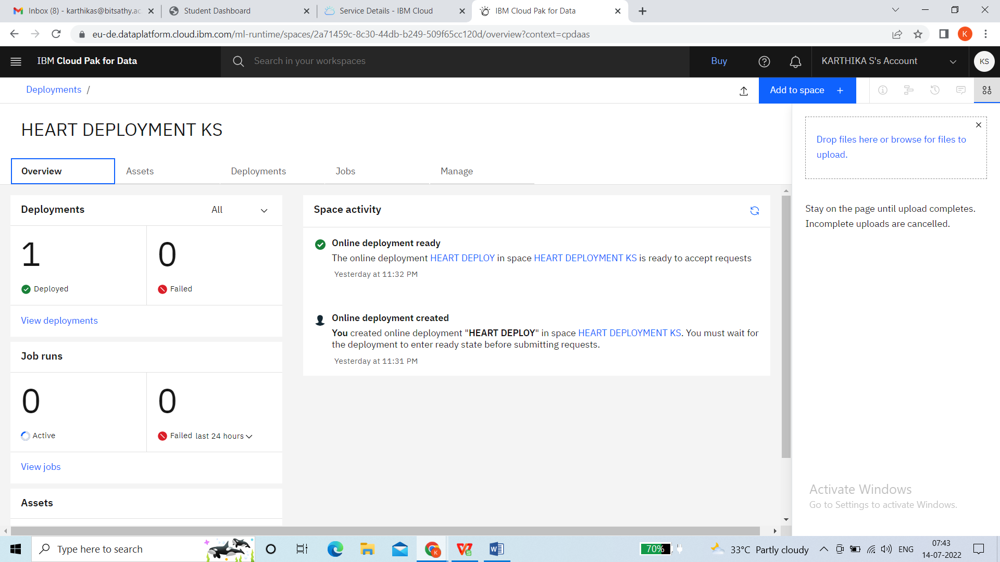 Inbox (8) - karthikas@bitsathy.ac.
Student Dashboard
Service Details - IBM Cloud
IBM Cloud Pak for Data
eu-de.dataplatform.cloud.ibm.com/ml-runtime/spaces/2a71459c-8c30-44db-b249-509f65cc120d/overview?context=cpdaas
K
IBM Cloud Pak for Data
Search in your workspaces
Buy
KARTHIKA S's Account
KS
Deployments /
Add to space +
HEART DEPLOYMENT KS
Overview
Assets
Deployments
Jobs
Manage
Drop files here or browse for files to
upload.
Stay on the page until upload completes.
Incomplete uploads are cancelled.
Deployments
All
1
Deployed
0
Failed
View deployments
Job runs
0
Active
0
Failed last 24 hours
View jobs
Assets
Space activity
Online deployment ready
The online deployment HEART DEPLOY in space HEART DEPLOYMENT KS is ready to accept requests
Yesterday at 11:32 PM
Online deployment created
You created online deployment "HEART DEPLOY" in space HEART DEPLOYMENT KS. You must wait for
the deployment to enter ready state before submitting requests.
Yesterday at 11:31 PM
Activate Windows
Go to Settings to activate Windows.
Type here to search
70%
33°C Partly cloudy
ENG
07:43
14-07-2022